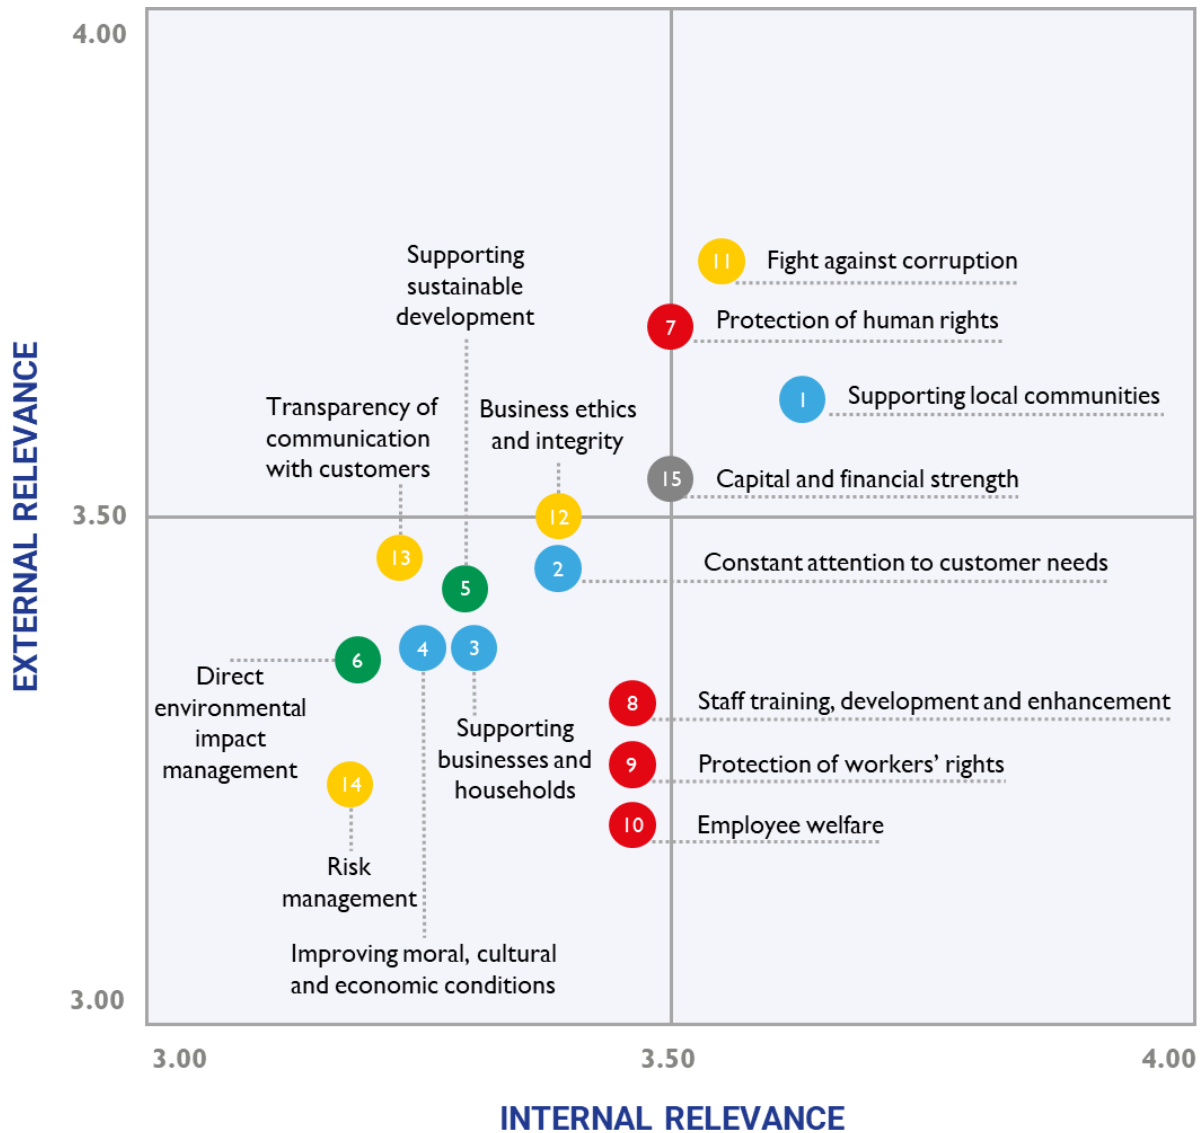 4.00
Supporting
sustainable
development
11
Fight against corruption
7
Protection of human rights
EXTERNAL RELEVANCE
Transparency of
communication
with customers
Business ethics
and integrity
1
Supporting local communities
15
Capital and financial strength
3.50
12
13
2
Constant attention to customer needs
5
4
3
6
Direct
environmental
impact
management
8
Staff training, development and enhancement
Supporting
businesses and
households
9
Protection of workers’ rights
14
10
Employee welfare
Risk
management
Improving moral, cultural
and economic conditions
3.00
3.00
3.50
4.00
INTERNAL RELEVANCE